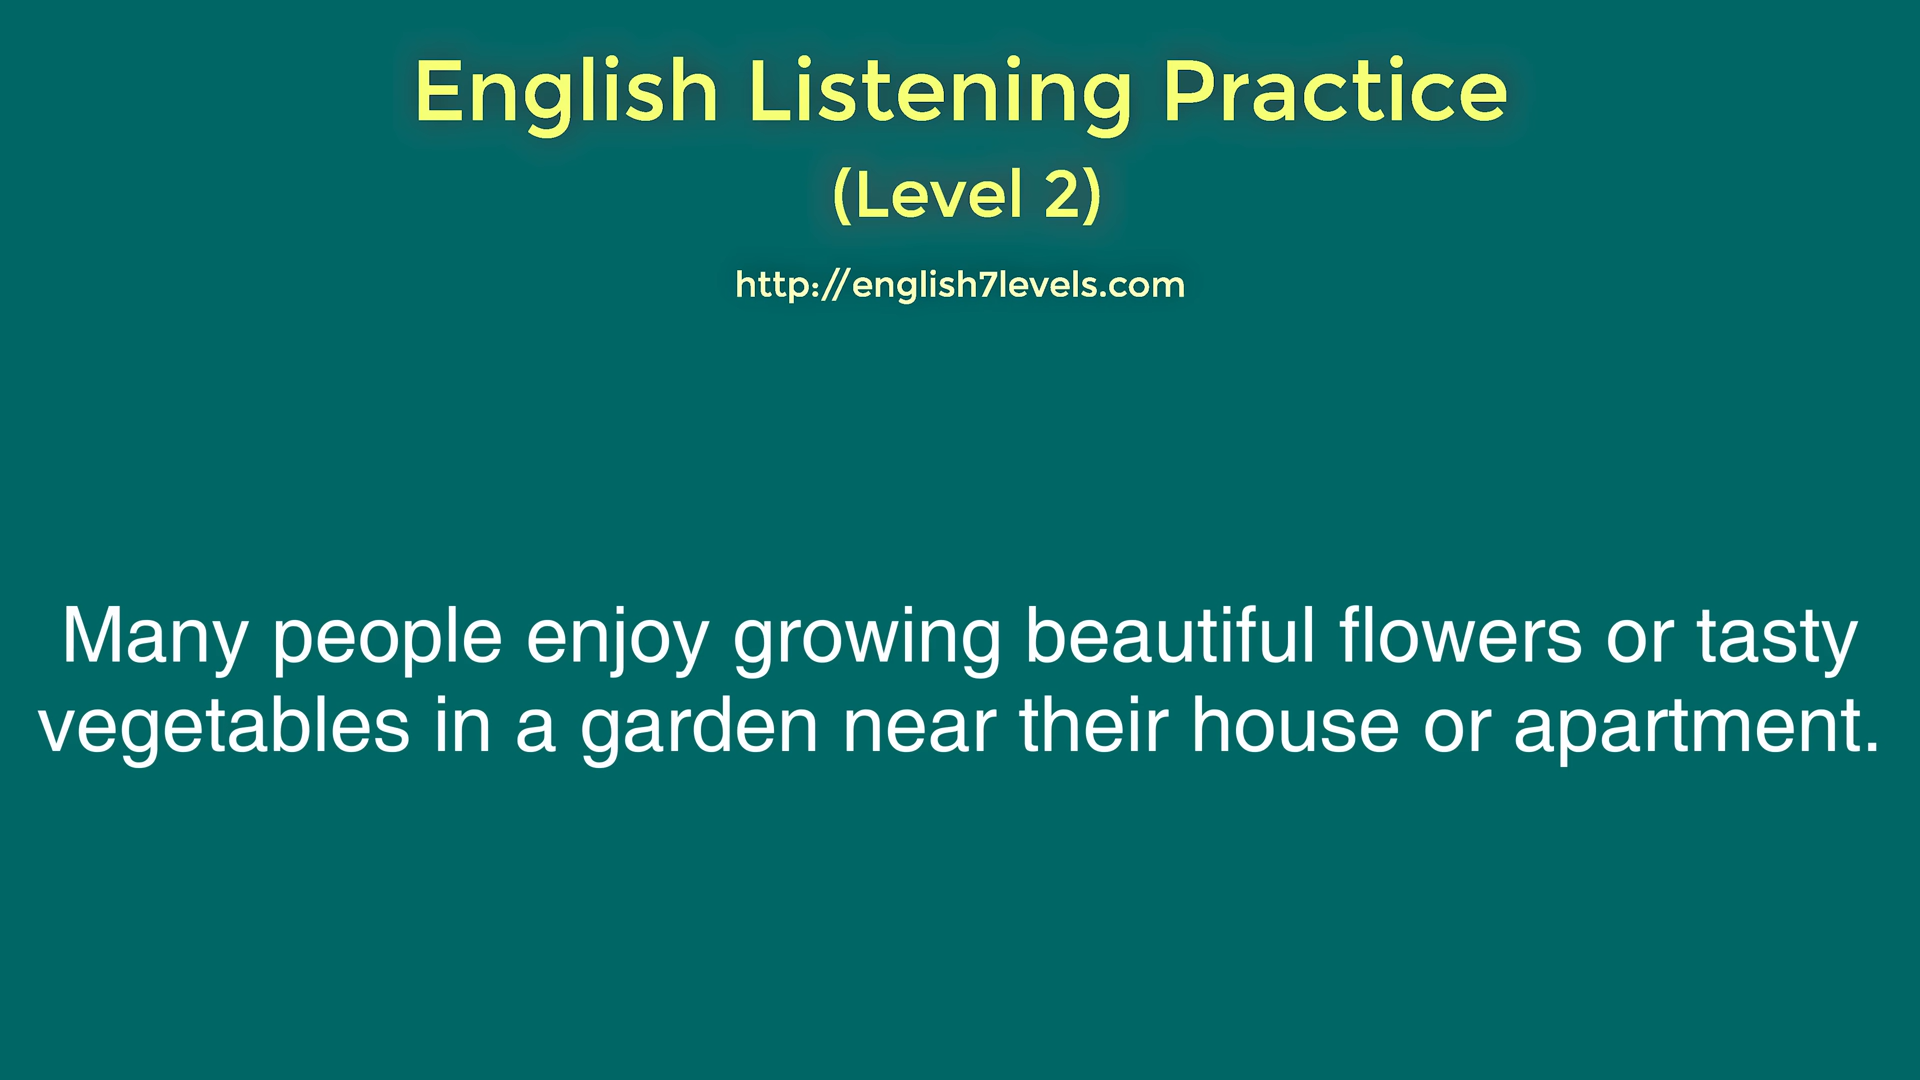 English Listening Practice
(Level 2)
http://english7levels.com
Many people enjoy growing beautiful flowers or tasty
vegetables in a garden near their house or apartment.